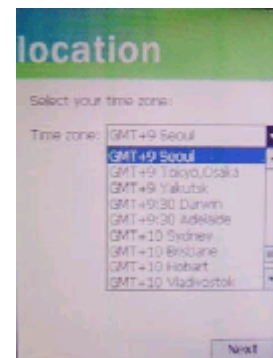 location
Select your time zone:
Time zone: GMT+9 Seoul
GMT+9 Seoul
GMT+9 Tokyo,Osaka
GMT+9 Yakutsk
GMT+9:30 Darwin
GMT+9:30 Adelaide
GMT+10 Sydney
GMT+10 Brisbane
GMT+10 Hobart
GMT+10 Vladivostok
Next